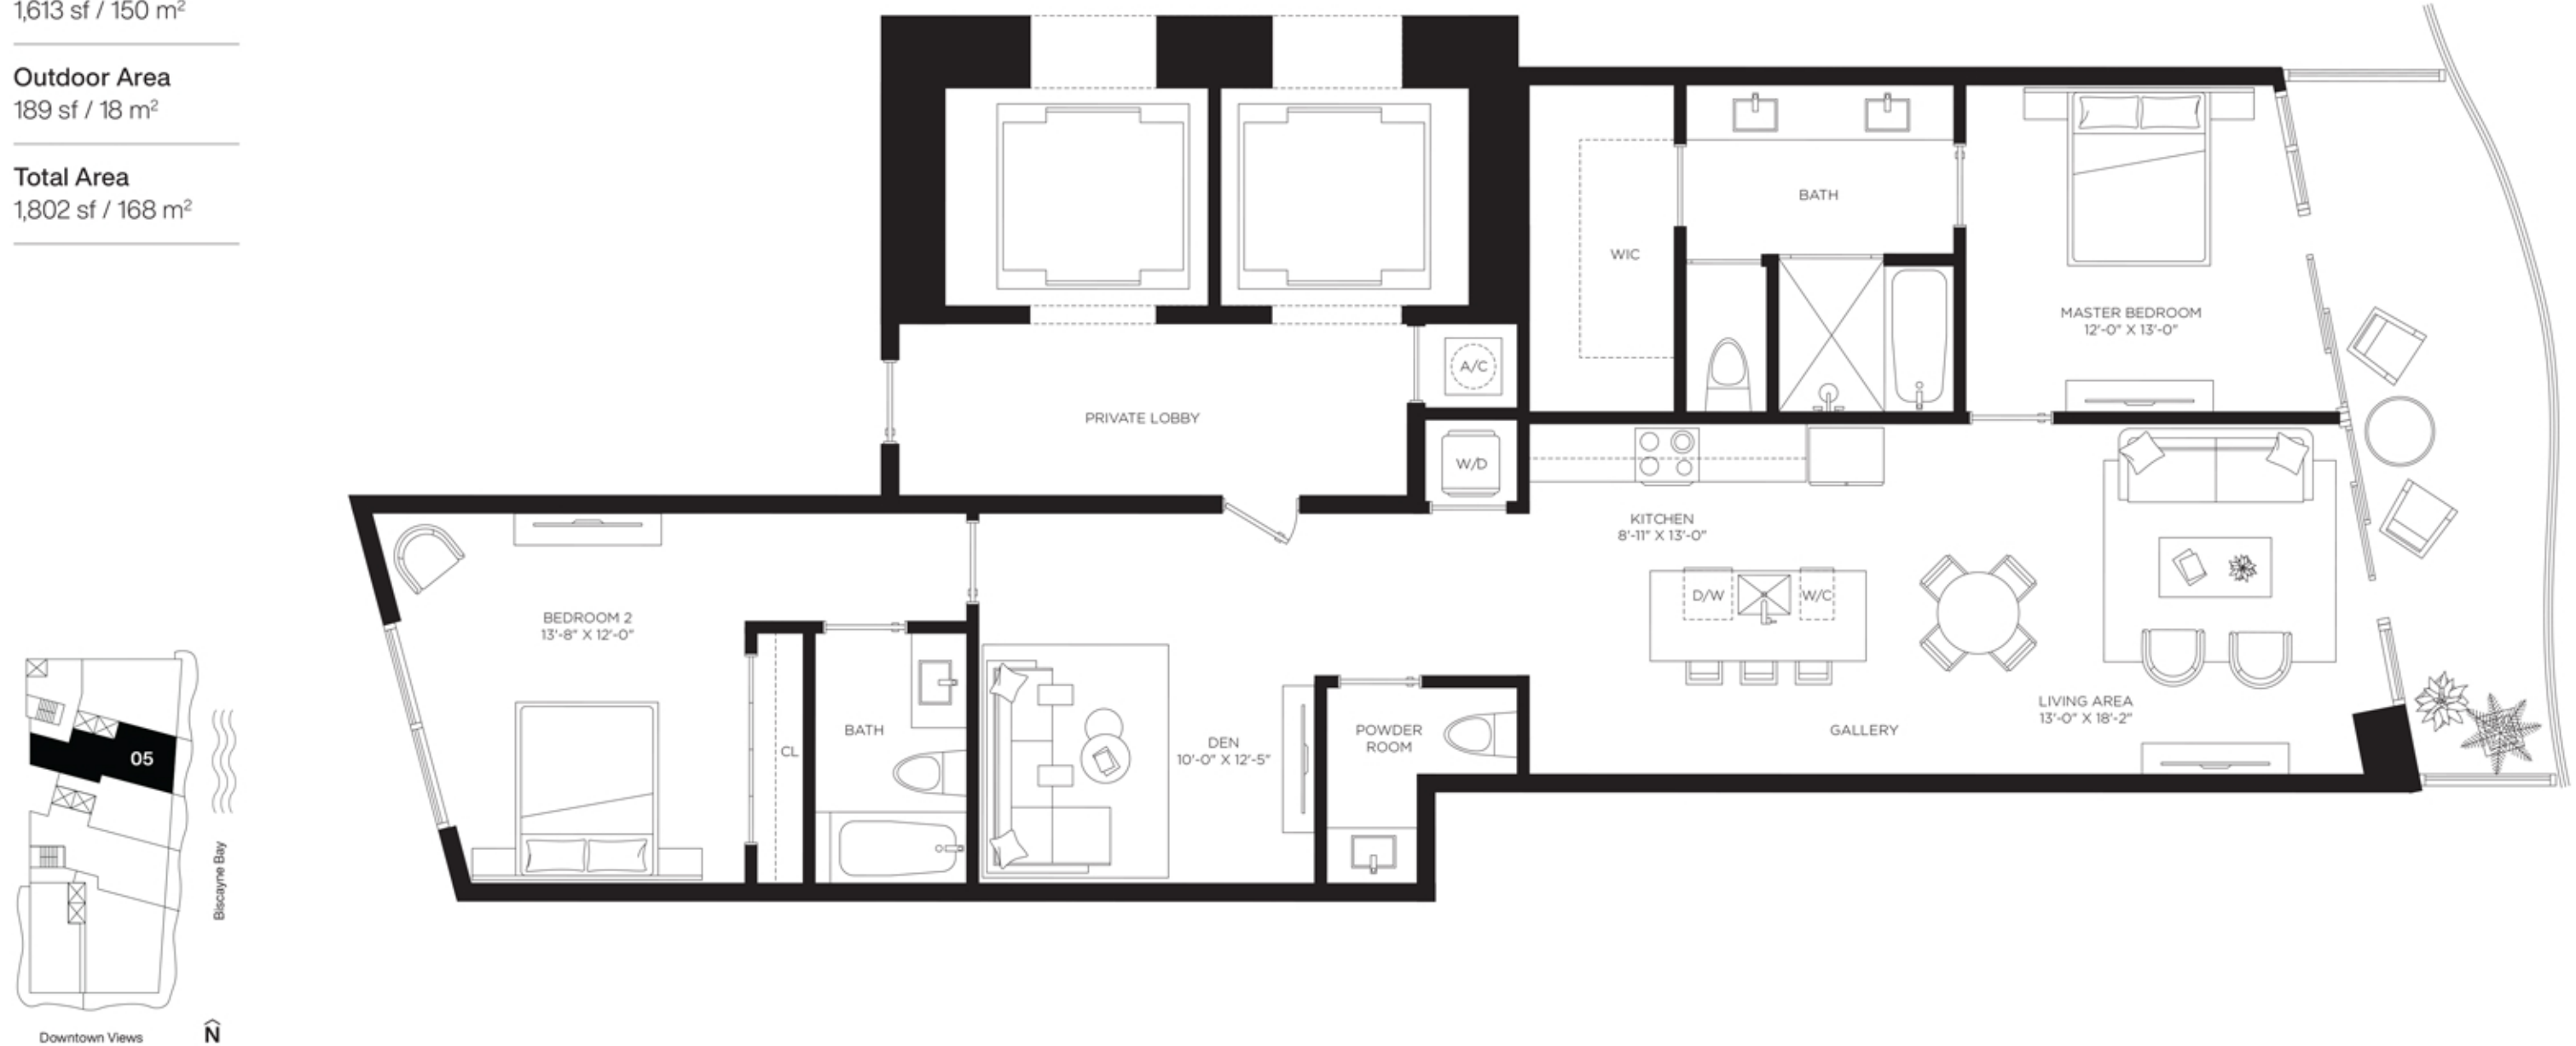 1,613 sf / 150 m²
Outdoor Area
189 sf / 18 m²
Total Area
1,802 sf / 168 m²
BATH
WIC
MASTER BEDROOM
12'-0" X 13'-0"
A/C
PRIVATE LOBBY
W/D
KITCHEN
8'-11" X 13'-0"
D/W
W/C
BEDROOM 2
13'-8" X 12'-0"
LIVING AREA
13'-0" X 18'-2"
GALLERY
BATH
CL
DEN
10'-0" X 12'-5"
POWDER
ROOM
05
Biscayne Bay
Downtown Views
N